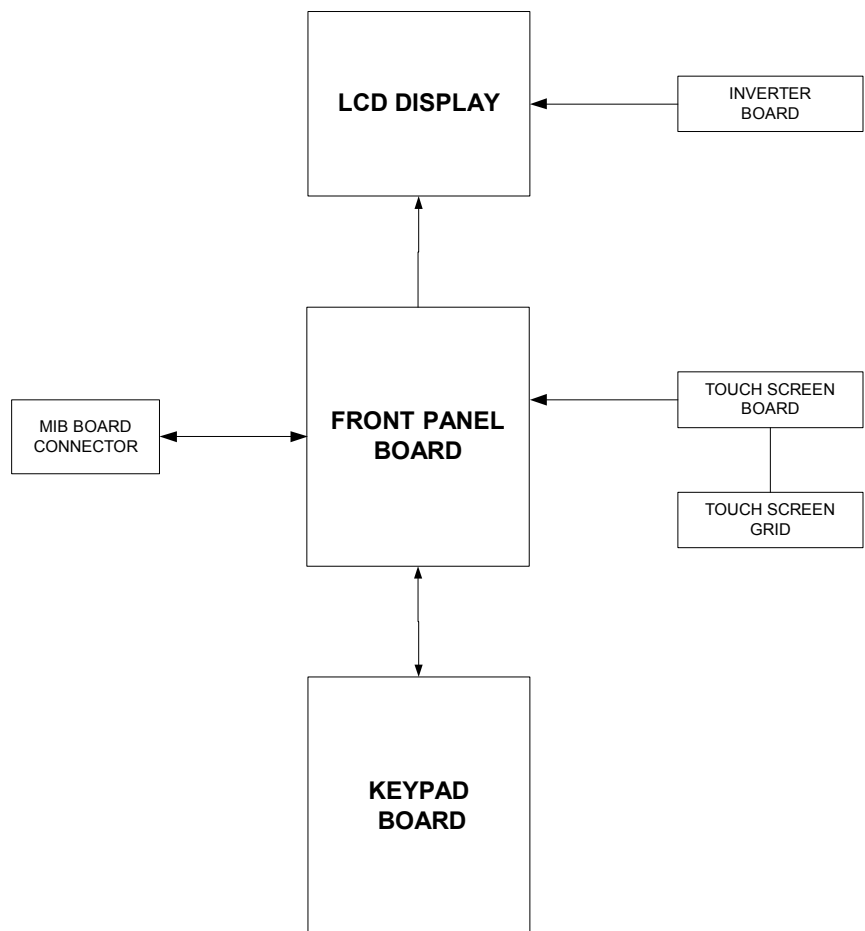 LCD DISPLAY
INVERTER
BOARD
FRONT PANEL
BOARD
TOUCH SCREEN
BOARD
MIB BOARD
CONNECTOR
TOUCH SCREEN
GRID
KEYPAD
BOARD